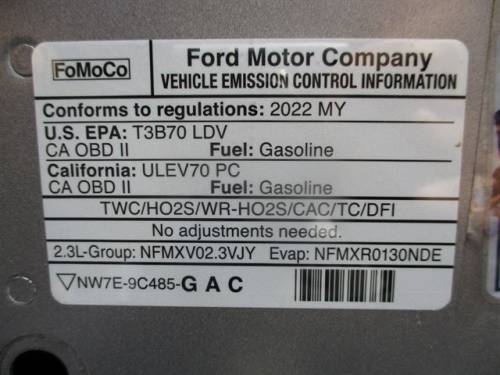 FoMoCo
Ford Motor Company
VEHICLE EMISSION CONTROL INFORMATION
Conforms to regulations: 2022 MY
U.S. EPA: T3B70 LDV
CA OBD II Fuel: Gasoline
California: ULEV70 PC
CA OBD II Fuel: Gasoline
TWC/HO2S/WR-HO2S/CAC/TC/DFI
No adjustments needed.
2.3L-Group: NFMXV02.3VJY Evap: NFMXR0130NDE
▽NW7E-9C485-G A C